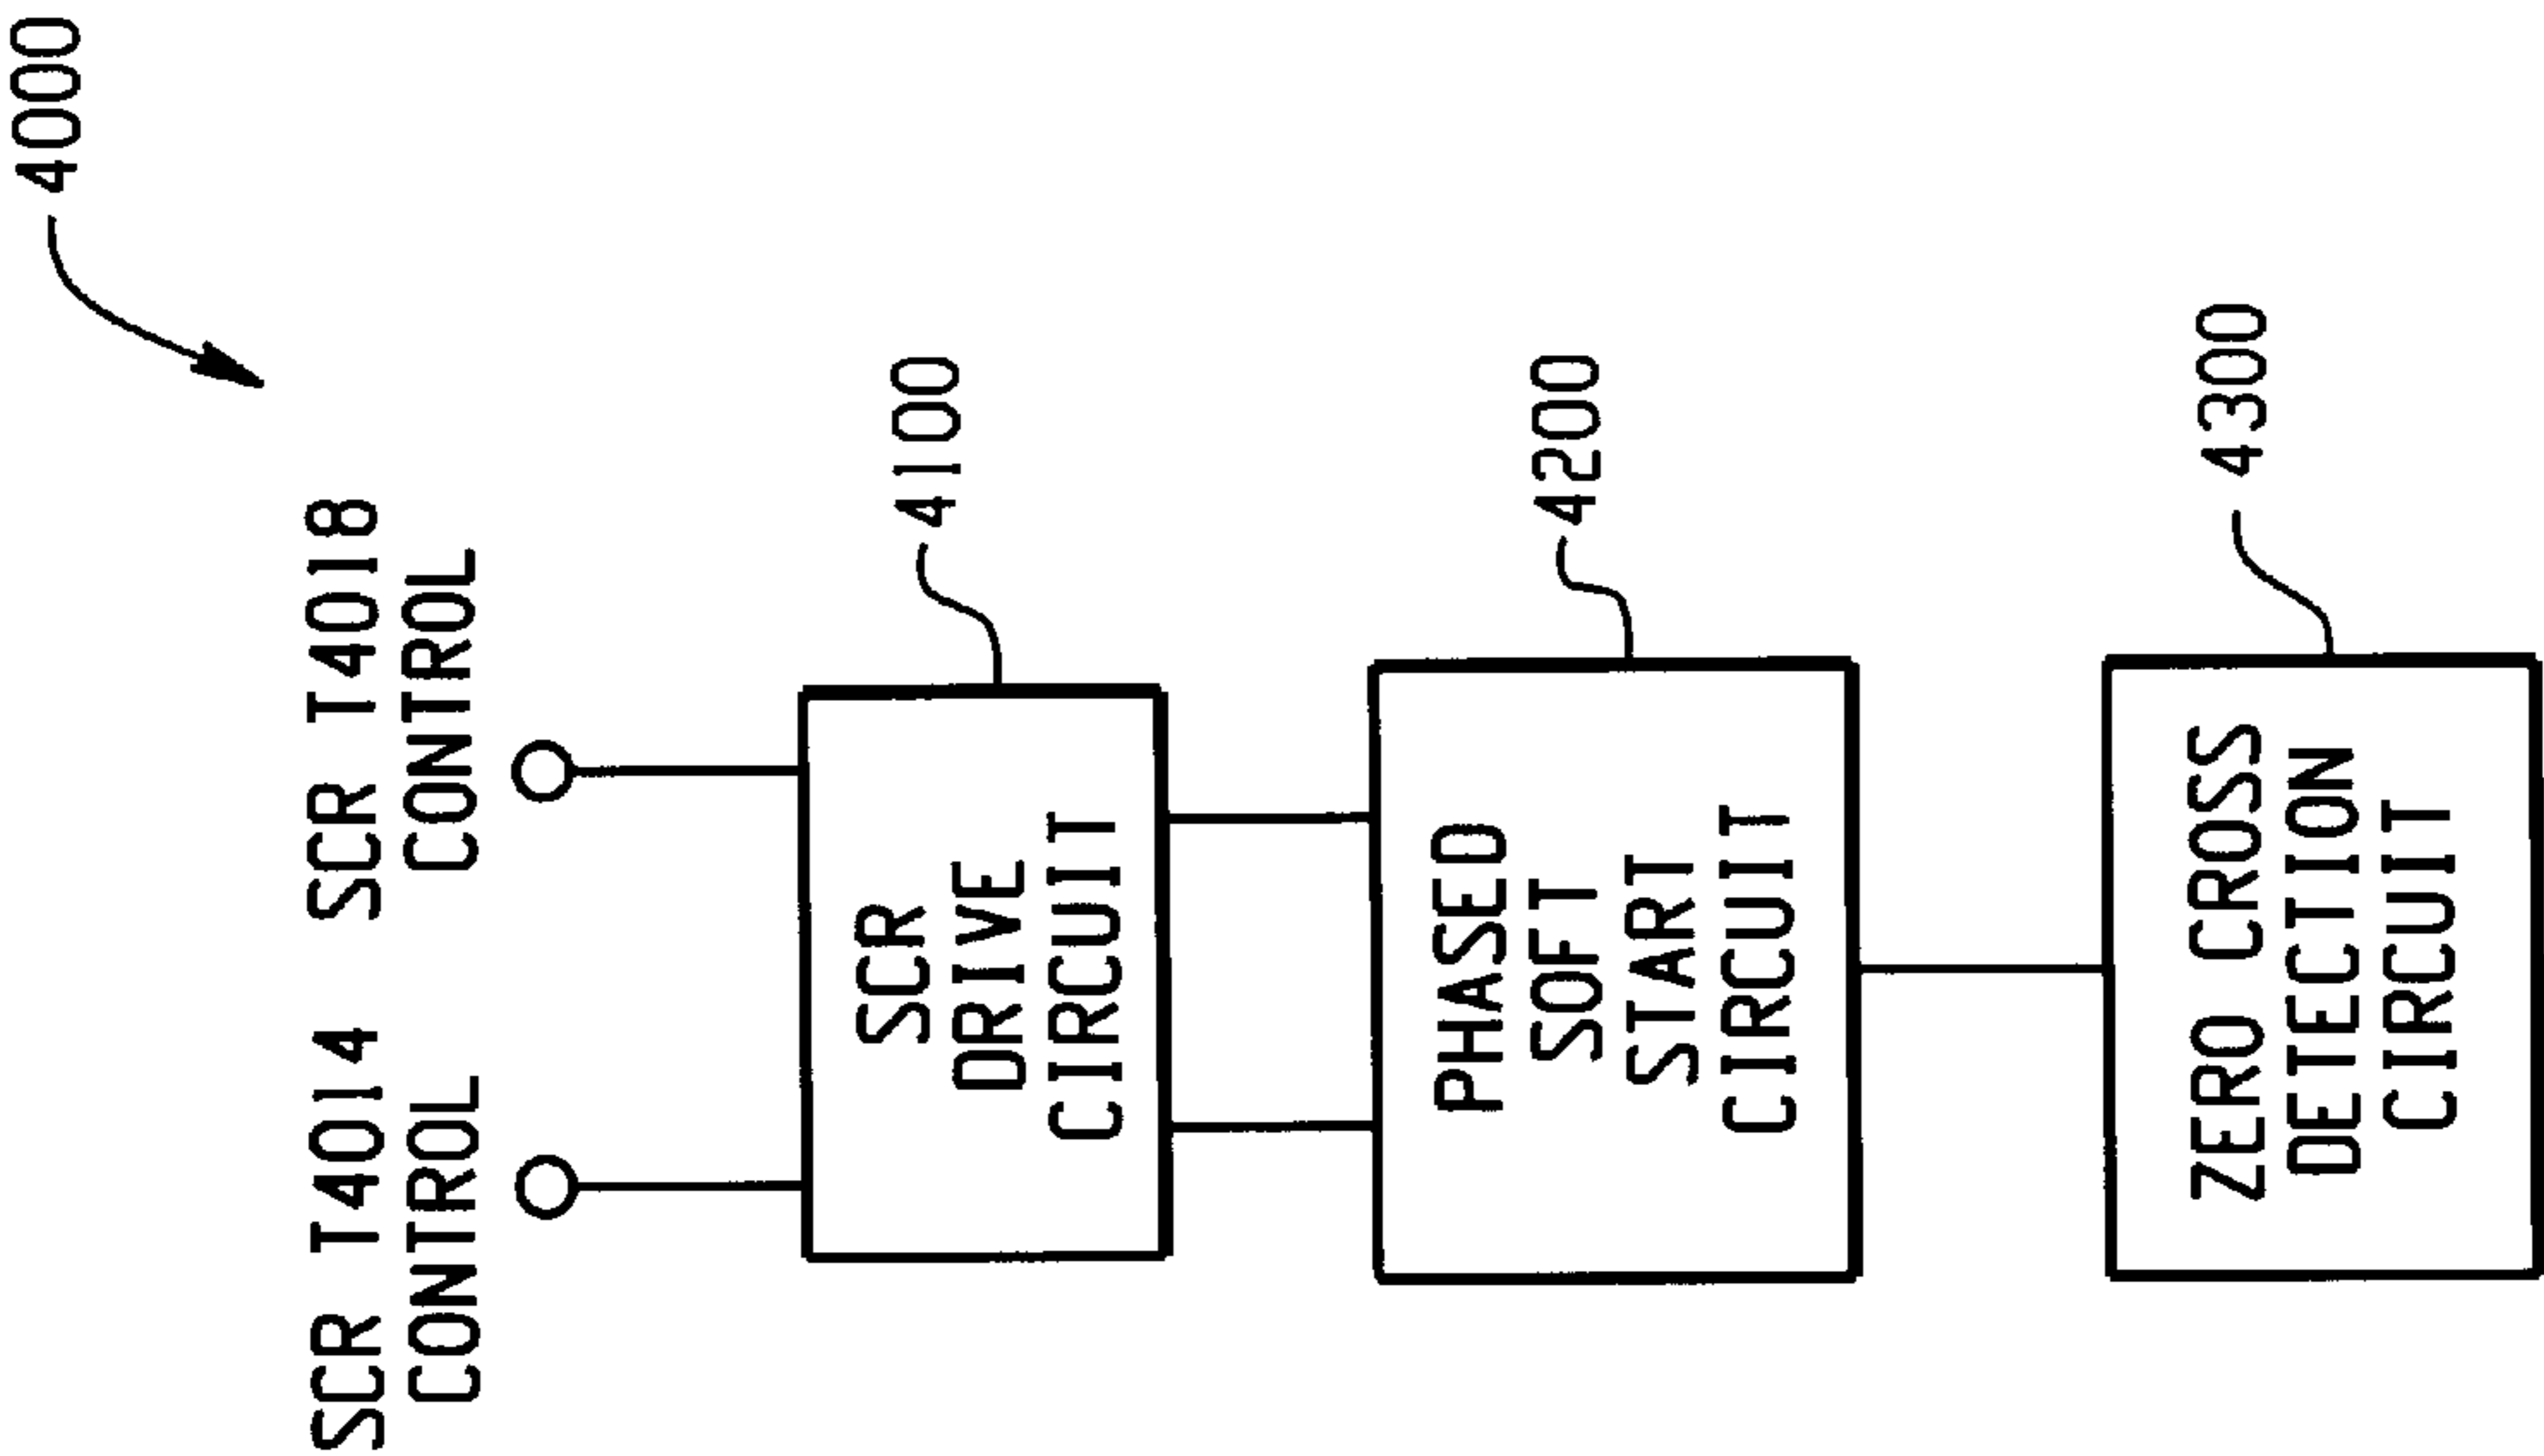 4000
SCR T4014
CONTROL
SCR T4018
CONTROL
SCR
DRIVE
CIRCUIT
4100
PHASED
SOFT
START
CIRCUIT
4200
ZERO CROSS
DETECTION
CIRCUIT
4300